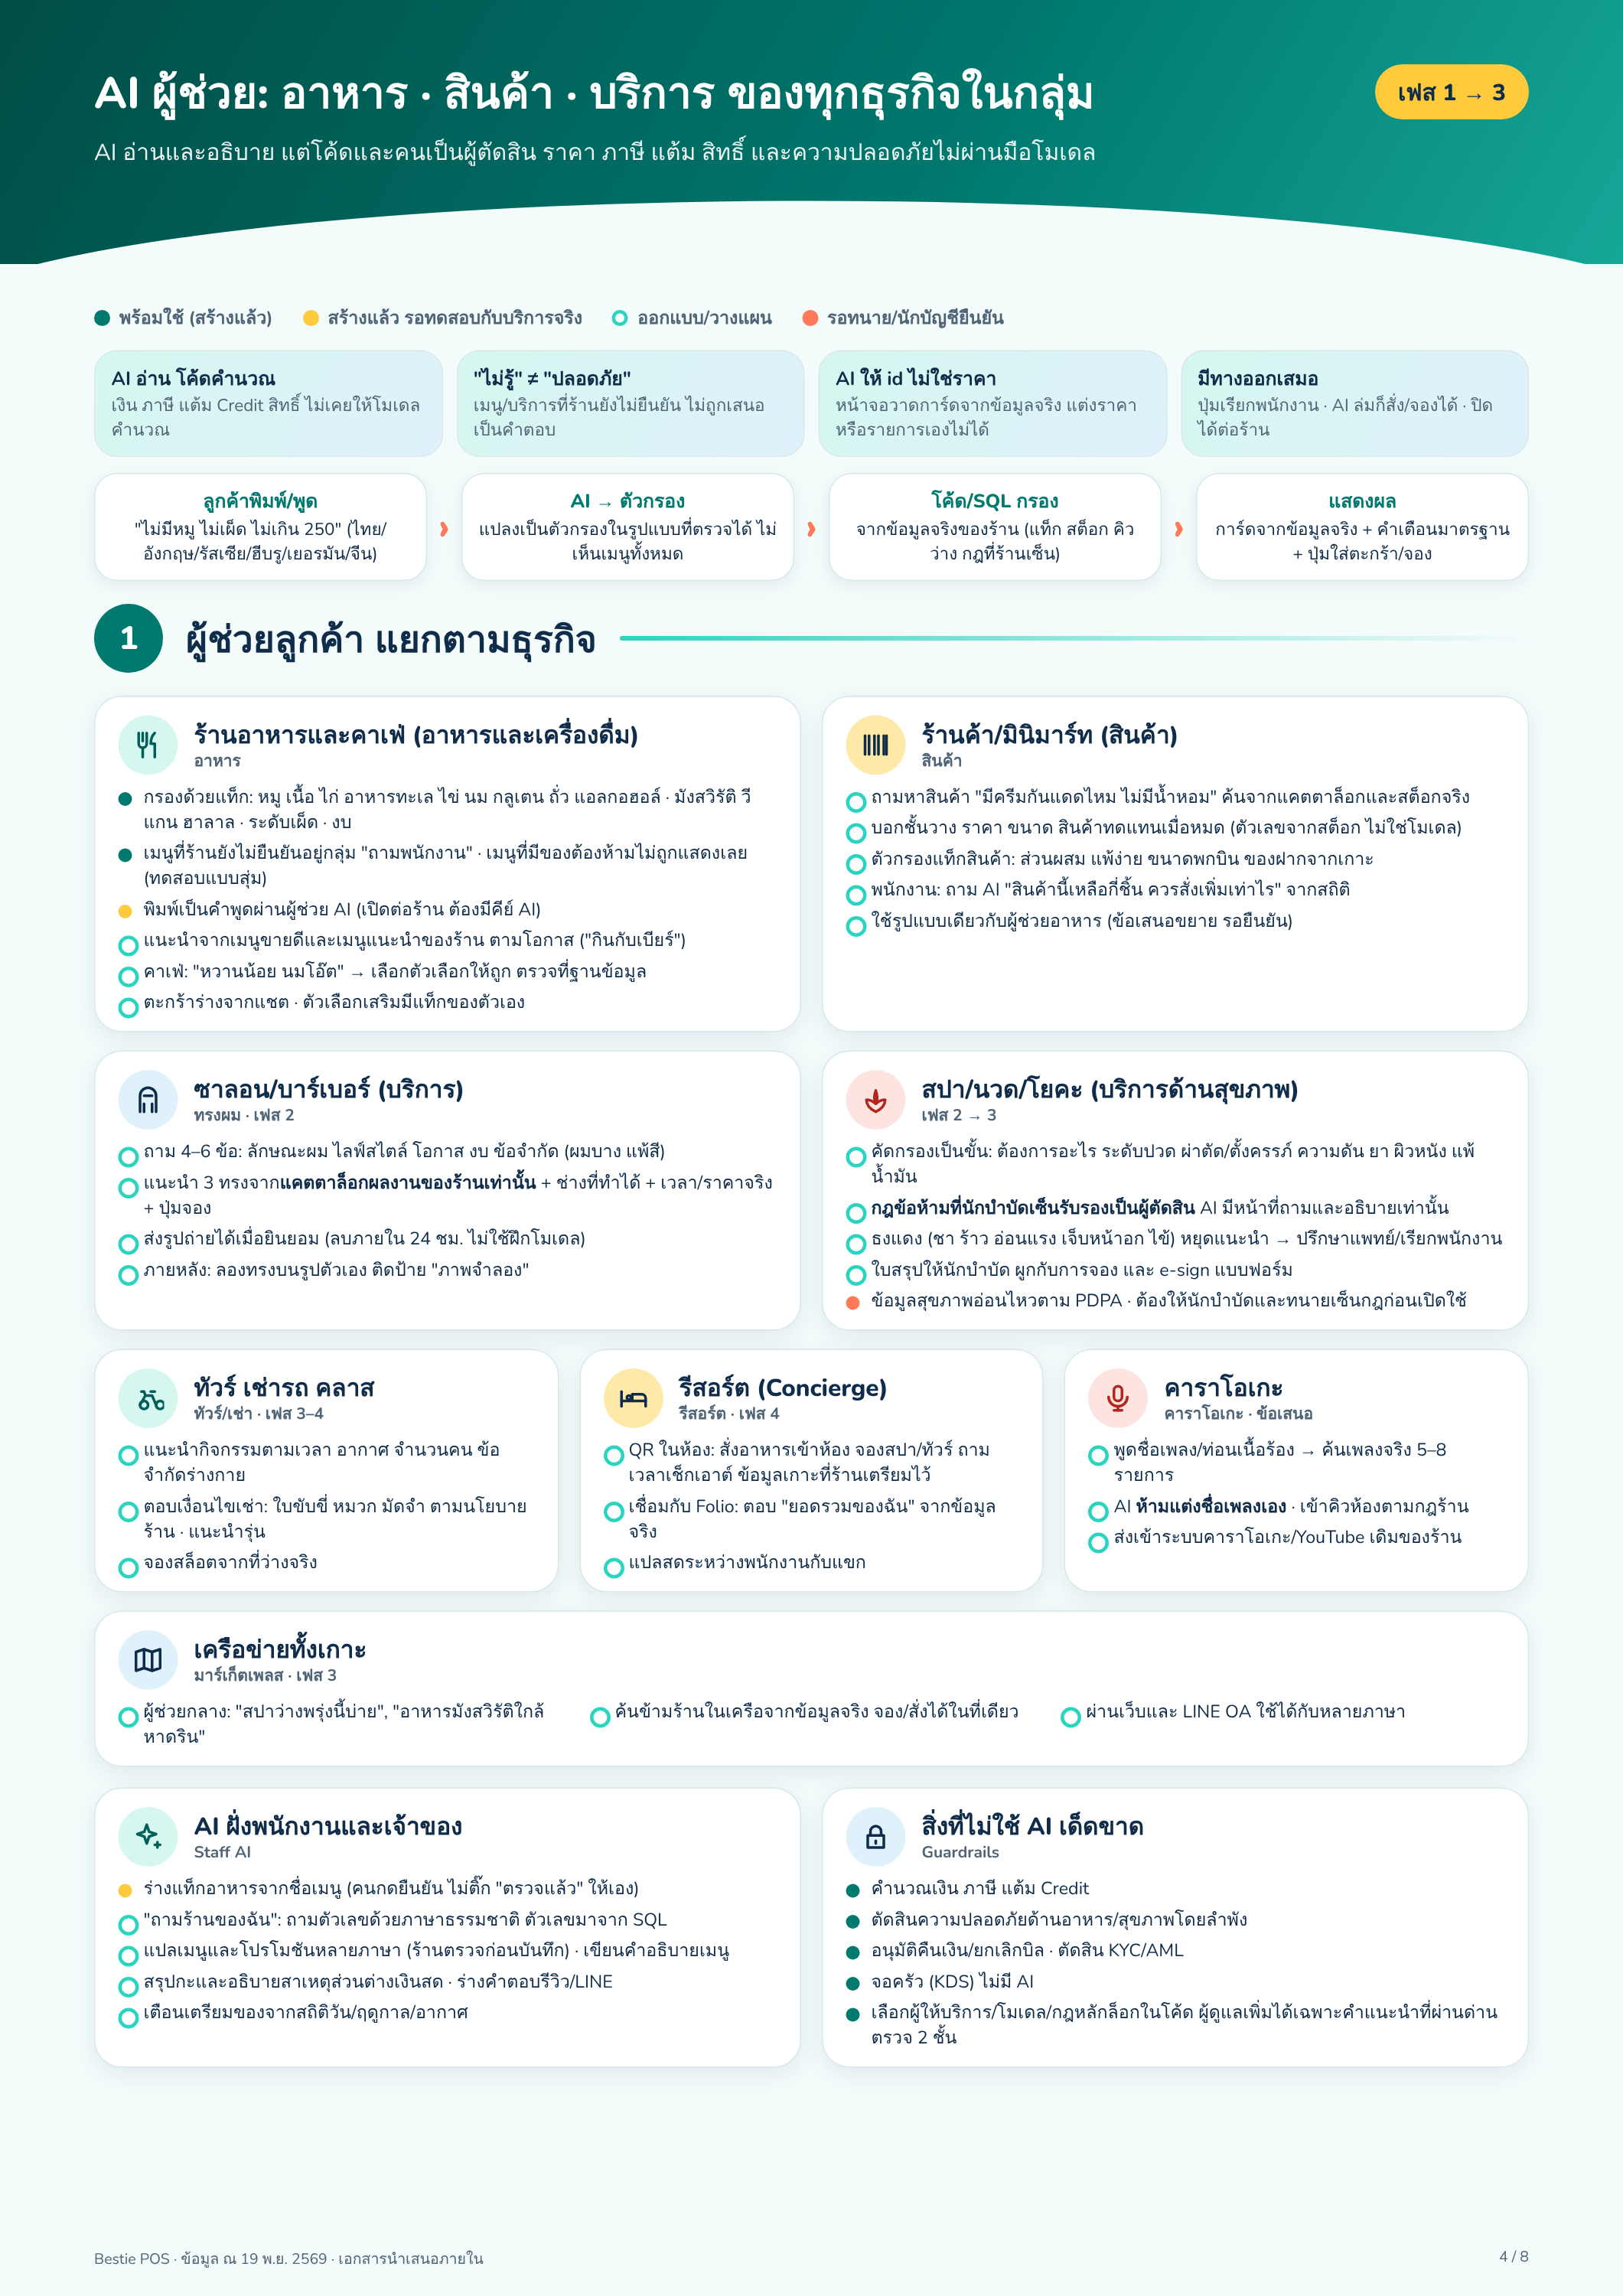 AI ผู้ช่วย: อาหาร · สินค้า · บริการ ของทุกธุรกิจในกลุ่ม
เฟส 1 → 3
AI อ่านและอธิบาย แต่โค้ดและคนเป็นผู้ตัดสิน ราคา ภาษี แต้ม สิทธิ์ และความปลอดภัยไม่ผ่านมือโมเดล
พร้อมใช้ (สร้างแล้ว)
สร้างแล้ว รอทดสอบกับบริการจริง
ออกแบบ/วางแผน
รอทนาย/นักบัญชียืนยัน
AI อ่าน โค้ดคำนวณ
เงิน ภาษี แต้ม Credit สิทธิ์ ไม่เคยให้โมเดล
คำนวณ
"ไม่รู้" ≠ "ปลอดภัย"
เมนู/บริการที่ร้านยังไม่ยืนยัน ไม่ถูกเสนอ
เป็นคำตอบ
AI ให้ id ไม่ใช่ราคา
หน้าจอวาดการ์ดจากข้อมูลจริง แต่งราคา
หรือรายการเองไม่ได้
มีทางออกเสมอ
ปุ่มเรียกพนักงาน · AI ล่มก็สั่ง/จองได้ · ปิด
ได้ต่อร้าน
ลูกค้าพิมพ์/พูด
"ไม่มีหมู ไม่เผ็ด ไม่เกิน 250" (ไทย/
อังกฤษ/รัสเซีย/ฮีบรู/เยอรมัน/จีน)
AI → ตัวกรอง
แปลงเป็นตัวกรองในรูปแบบที่ตรวจได้ ไม่
เห็นเมนูทั้งหมด
โค้ด/SQL กรอง
จากข้อมูลจริงของร้าน (แท็ก สต็อก คิว
ว่าง กฎที่ร้านเซ็น)
แสดงผล
การ์ดจากข้อมูลจริง + คำเตือนมาตรฐาน
+ ปุ่มใส่ตะกร้า/จอง
1
ผู้ช่วยลูกค้า แยกตามธุรกิจ
ร้านอาหารและคาเฟ่ (อาหารและเครื่องดื่ม)
อาหาร
กรองด้วยแท็ก: หมู เนื้อ ไก่ อาหารทะเล ไข่ นม กลูเตน ถั่ว แอลกอฮอล์ · มังสวิรัติ วี
แกน ฮาลาล · ระดับเผ็ด · งบ
เมนูที่ร้านยังไม่ยืนยันอยู่กลุ่ม "ถามพนักงาน" · เมนูที่มีของต้องห้ามไม่ถูกแสดงเลย
(ทดสอบแบบสุ่ม)
พิมพ์เป็นคำพูดผ่านผู้ช่วย AI (เปิดต่อร้าน ต้องมีคีย์ AI)
แนะนำจากเมนูขายดีและเมนูแนะนำของร้าน ตามโอกาส ("กินกับเบียร์")
คาเฟ่: "หวานน้อย นมโอ๊ต" → เลือกตัวเลือกให้ถูก ตรวจที่ฐานข้อมูล
ตะกร้าร่างจากแชต · ตัวเลือกเสริมมีแท็กของตัวเอง
ร้านค้า/มินิมาร์ท (สินค้า)
สินค้า
ถามหาสินค้า "มีครีมกันแดดไหม ไม่มีน้ำหอม" ค้นจากแคตตาล็อกและสต็อกจริง
บอกชั้นวาง ราคา ขนาด สินค้าทดแทนเมื่อหมด (ตัวเลขจากสต็อก ไม่ใช่โมเดล)
ตัวกรองแท็กสินค้า: ส่วนผสม แพ้ง่าย ขนาดพกบิน ของฝากจากเกาะ
พนักงาน: ถาม AI "สินค้านี้เหลือกี่ชิ้น ควรสั่งเพิ่มเท่าไร" จากสถิติ
ใช้รูปแบบเดียวกับผู้ช่วยอาหาร (ข้อเสนอขยาย รอยืนยัน)
ซาลอน/บาร์เบอร์ (บริการ)
ทรงผม · เฟส 2
ถาม 4–6 ข้อ: ลักษณะผม ไลฟ์สไตล์ โอกาส งบ ข้อจำกัด (ผมบาง แพ้สี)
แนะนำ 3 ทรงจากแคตตาล็อกผลงานของร้านเท่านั้น + ช่างที่ทำได้ + เวลา/ราคาจริง
+ ปุ่มจอง
ส่งรูปถ่ายได้เมื่อยินยอม (ลบภายใน 24 ชม. ไม่ใช้ฝึกโมเดล)
ภายหลัง: ลองทรงบนรูปตัวเอง ติดป้าย "ภาพจำลอง"
สปา/นวด/โยคะ (บริการด้านสุขภาพ)
เฟส 2 → 3
คัดกรองเป็นขั้น: ต้องการอะไร ระดับปวด ผ่าตัด/ตั้งครรภ์ ความดัน ยา ผิวหนัง แพ้
น้ำมัน
กฎข้อห้ามที่นักบำบัดเซ็นรับรองเป็นผู้ตัดสิน AI มีหน้าที่ถามและอธิบายเท่านั้น
ธงแดง (ชา ร้าว อ่อนแรง เจ็บหน้าอก ไข้) หยุดแนะนำ → ปรึกษาแพทย์/เรียกพนักงาน
ใบสรุปให้นักบำบัด ผูกกับการจอง และ e-sign แบบฟอร์ม
ข้อมูลสุขภาพอ่อนไหวตาม PDPA · ต้องให้นักบำบัดและทนายเซ็นกฎก่อนเปิดใช้
ทัวร์ เช่ารถ คลาส
ทัวร์/เช่า · เฟส 3–4
แนะนำกิจกรรมตามเวลา อากาศ จำนวนคน ข้อ
จำกัดร่างกาย
ตอบเงื่อนไขเช่า: ใบขับขี่ หมวก มัดจำ ตามนโยบาย
ร้าน · แนะนำรุ่น
จองสล็อตจากที่ว่างจริง
รีสอร์ต (Concierge)
รีสอร์ต · เฟส 4
QR ในห้อง: สั่งอาหารเข้าห้อง จองสปา/ทัวร์ ถาม
เวลาเช็กเอาต์ ข้อมูลเกาะที่ร้านเตรียมไว้
เชื่อมกับ Folio: ตอบ "ยอดรวมของฉัน" จากข้อมูล
จริง
แปลสดระหว่างพนักงานกับแขก
คาราโอเกะ
คาราโอเกะ · ข้อเสนอ
พูดชื่อเพลง/ท่อนเนื้อร้อง → ค้นเพลงจริง 5–8
รายการ
AI ห้ามแต่งชื่อเพลงเอง · เข้าคิวห้องตามกฎร้าน
ส่งเข้าระบบคาราโอเกะ/YouTube เดิมของร้าน
เครือข่ายทั้งเกาะ
มาร์เก็ตเพลส · เฟส 3
ผู้ช่วยกลาง: "สปาว่างพรุ่งนี้บ่าย", "อาหารมังสวิรัติใกล้
หาดริน"
ค้นข้ามร้านในเครือจากข้อมูลจริง จอง/สั่งได้ในที่เดียว
ผ่านเว็บและ LINE OA ใช้ได้กับหลายภาษา
AI ฝั่งพนักงานและเจ้าของ
Staff AI
ร่างแท็กอาหารจากชื่อเมนู (คนกดยืนยัน ไม่ติ๊ก "ตรวจแล้ว" ให้เอง)
"ถามร้านของฉัน": ถามตัวเลขด้วยภาษาธรรมชาติ ตัวเลขมาจาก SQL
แปลเมนูและโปรโมชันหลายภาษา (ร้านตรวจก่อนบันทึก) · เขียนคำอธิบายเมนู
สรุปกะและอธิบายสาเหตุส่วนต่างเงินสด · ร่างคำตอบรีวิว/LINE
เตือนเตรียมของจากสถิติวัน/ฤดูกาล/อากาศ
สิ่งที่ไม่ใช้ AI เด็ดขาด
Guardrails
คำนวณเงิน ภาษี แต้ม Credit
ตัดสินความปลอดภัยด้านอาหาร/สุขภาพโดยลำพัง
อนุมัติคืนเงิน/ยกเลิกบิล · ตัดสิน KYC/AML
จอครัว (KDS) ไม่มี AI
เลือกผู้ให้บริการ/โมเดล/กฎหลักล็อกในโค้ด ผู้ดูแลเพิ่มได้เฉพาะคำแนะนำที่ผ่านด่าน
ตรวจ 2 ชั้น
Bestie POS · ข้อมูล ณ 19 พ.ย. 2569 · เอกสารนำเสนอภายใน
4 / 8